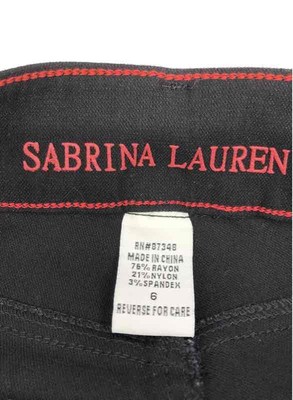 SABRINA LAUREN
RN#87348
MADE IN CHINA
76% RAYON
21% NYLON
3% SPANDEX
6
REVERSE FOR CARE